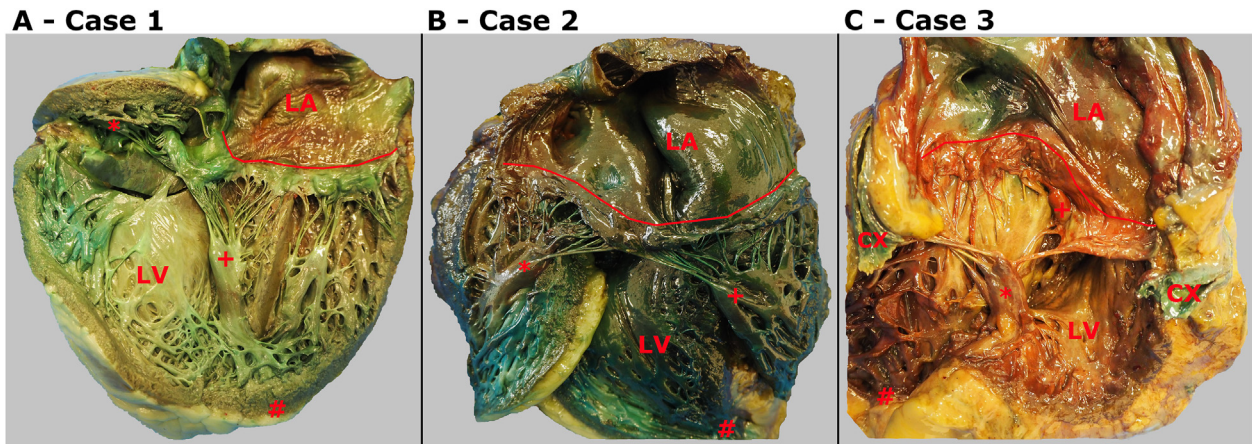 A - Case 1
B - Case 2
C - Case 3
LA
*
LV
+
#
LA
*
+
LV
#
LA
+
CX
CX
*
LV
#